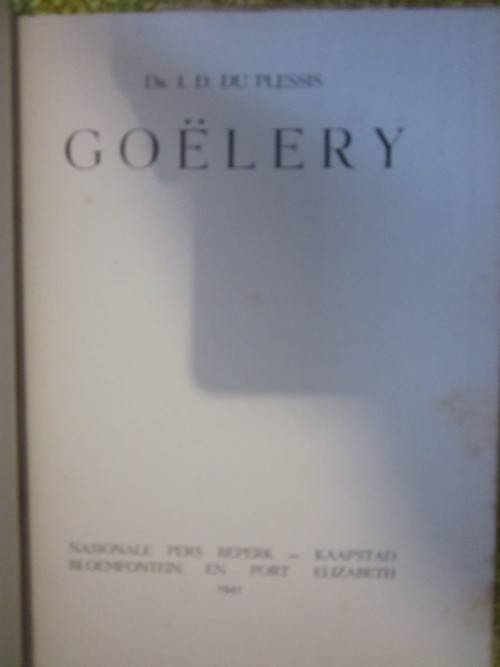 DR. I. D. DU PLESSIS
GOËLERY
NASIONALE PERS BEPERK — KAAPSTAD
BLOEMFONTEIN EN PORT ELIZABETH